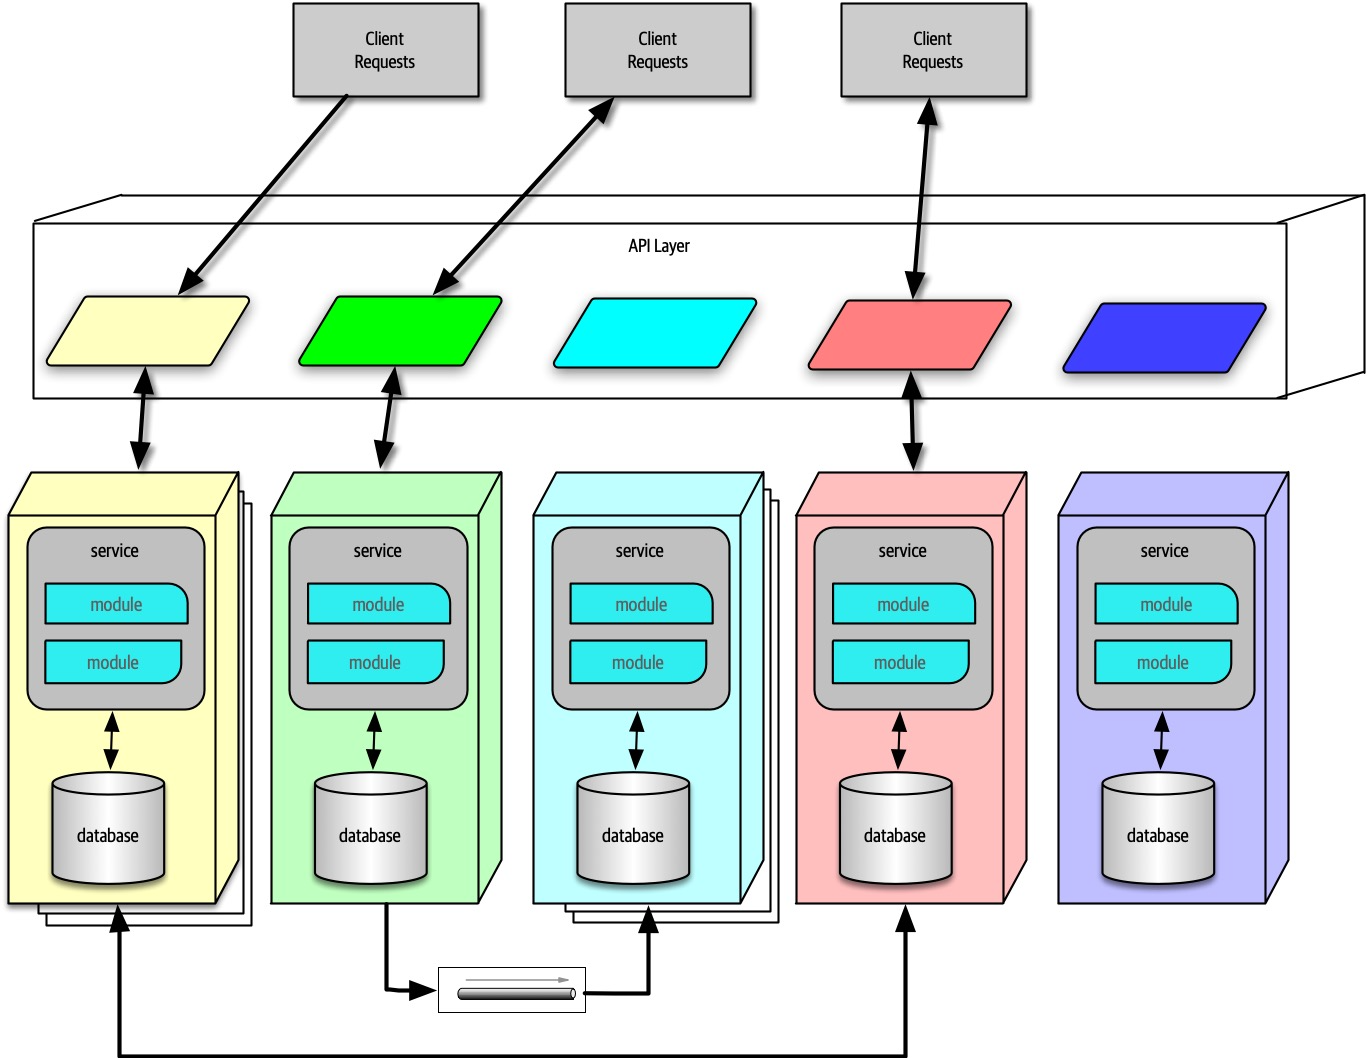 Client
Requests
Client
Requests
Client
Requests
API Layer
service
module
module
database
service
module
module
database
service
module
module
database
service
module
module
database
service
module
module
database